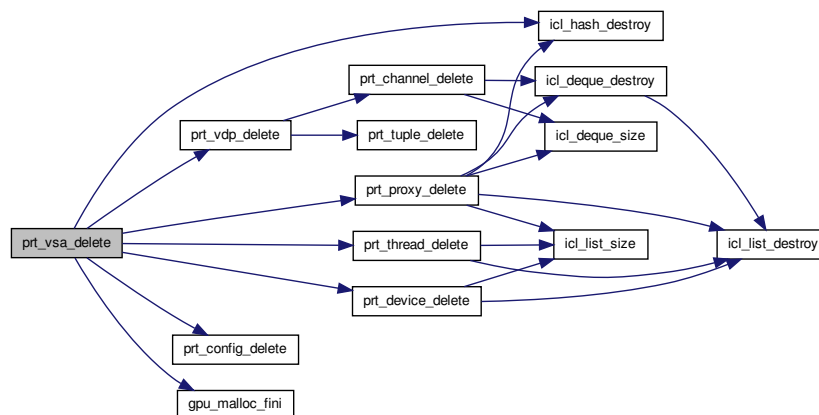 icl_hash_destroy
prt_channel_delete
icl_deque_destroy
prt_vdp_delete
prt_tuple_delete
icl_deque_size
prt_proxy_delete
prt_vsa_delete
prt_thread_delete
icl_list_size
icl_list_destroy
prt_device_delete
prt_config_delete
gpu_malloc_fini